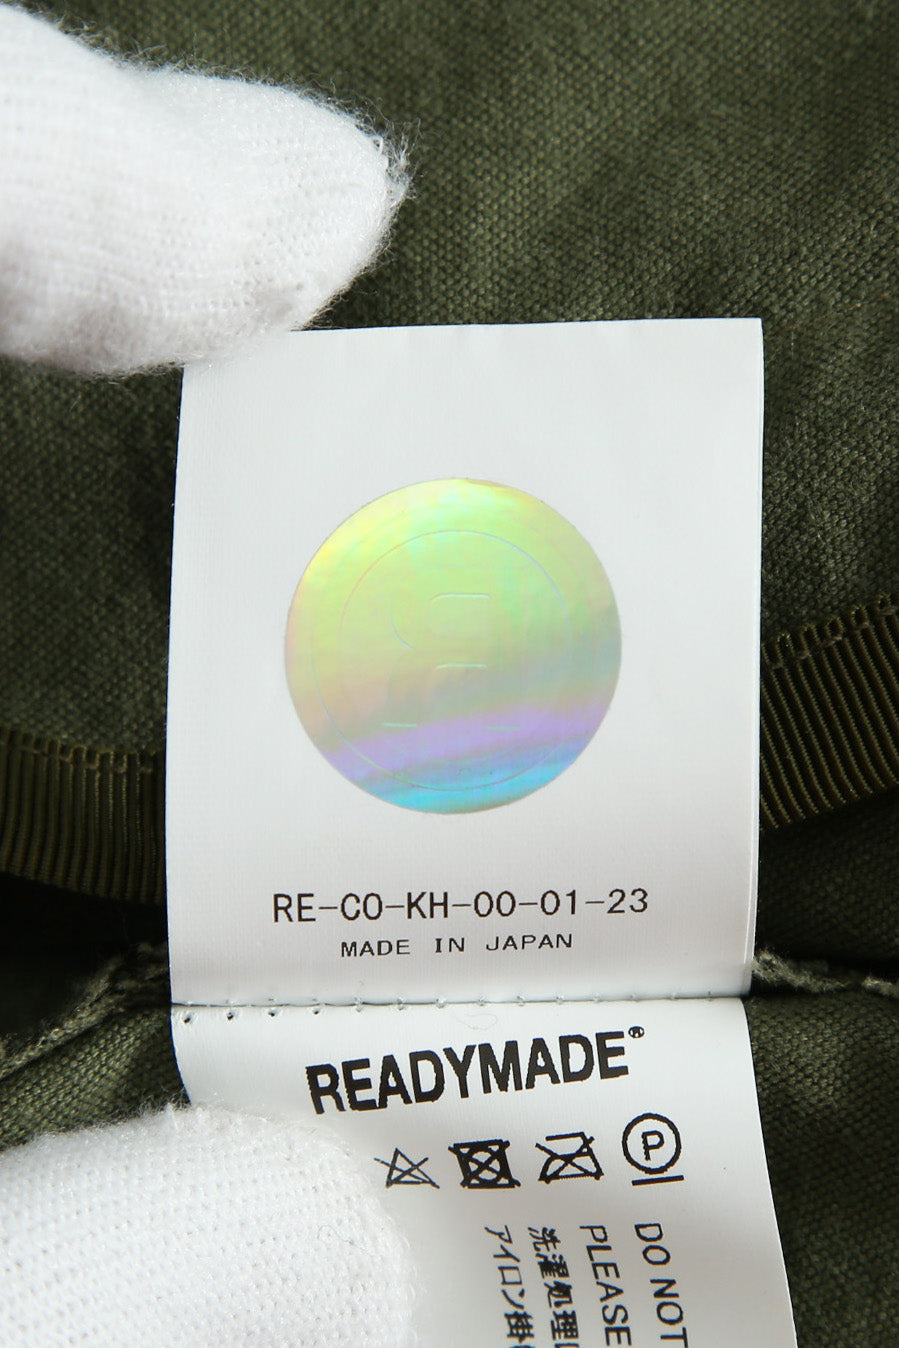 RE-CO-KH-00-01-23
MADE IN JAPAN
READYMADE®
P
DO NOT
PLEASE
洗濯処理
アイロン掛